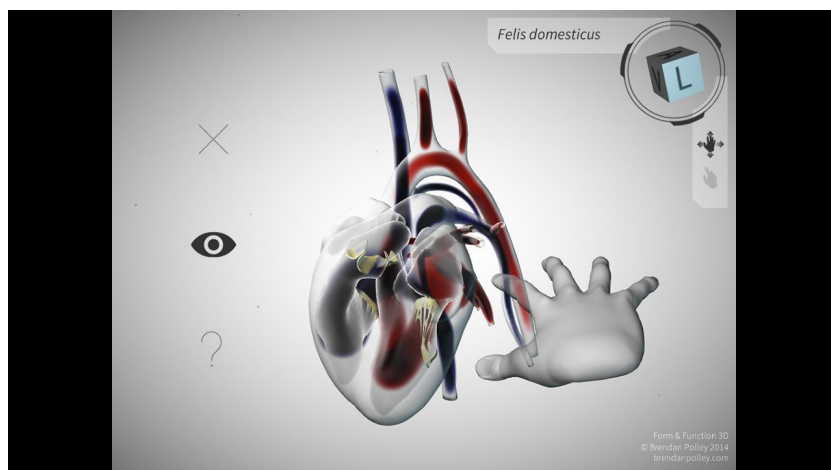 Felis domesticus
A
V
L
Form & Function 3D
© Brendan Polley 2014
brendanpolley.com